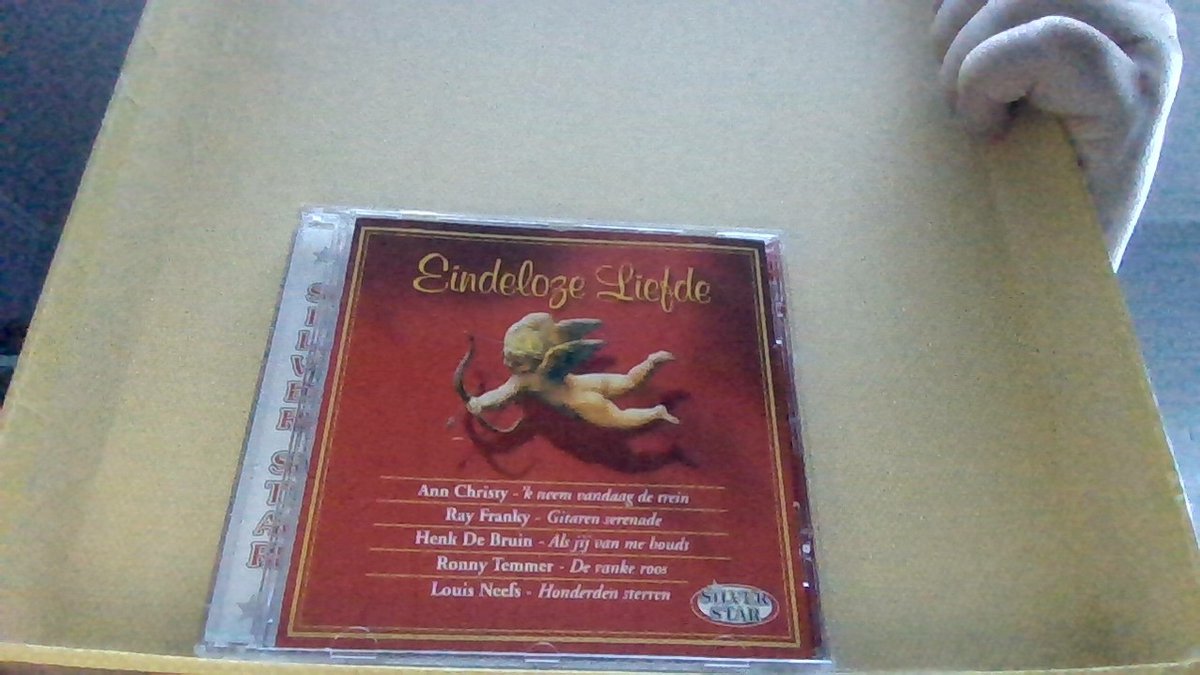 Eindeloze Liefde
SILVER STAR
Ann Christy - 'k neem vandaag de trein
Ray Franky - Gitaren serenade
Henk De Bruin - Als jij van me houdt
Ronny Temmer - De ranke roos
Louis Neefs - Honderden sterren
SILVER
STAR